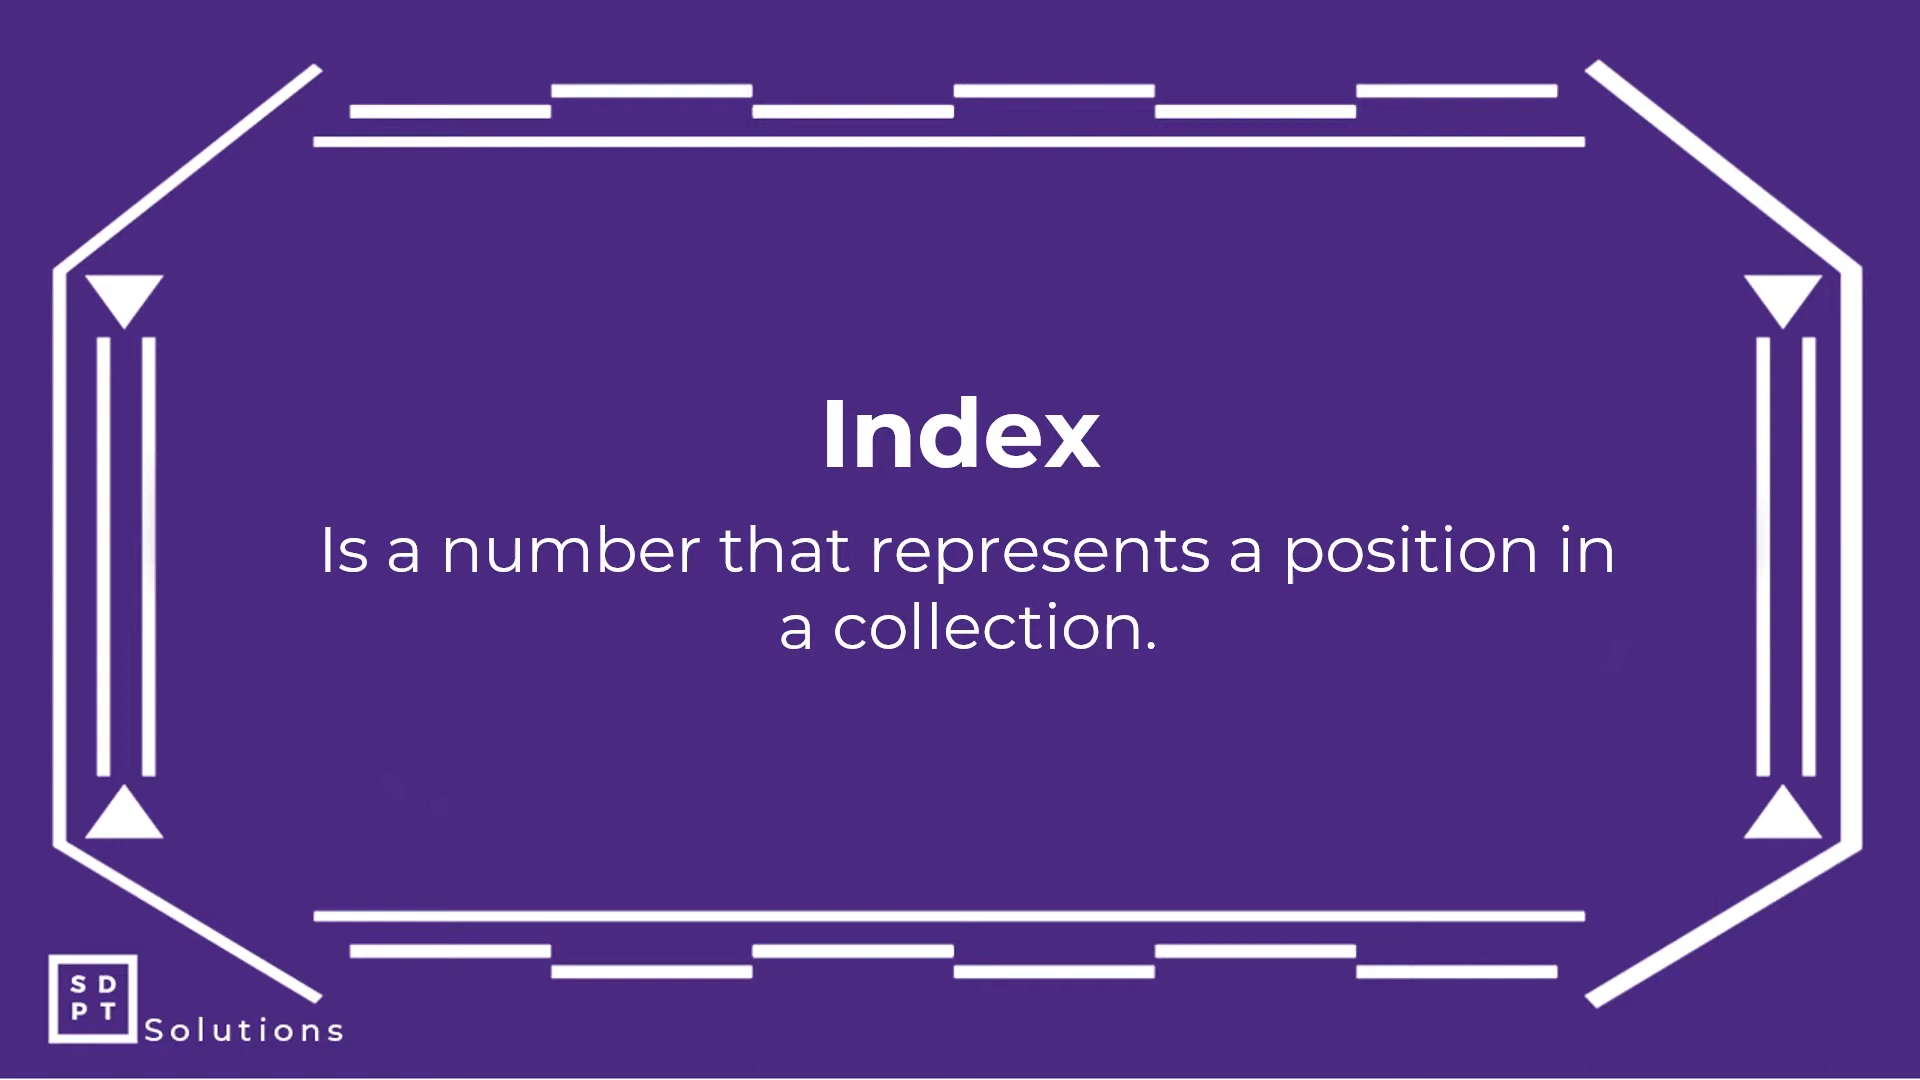 Index
Is a number that represents a position in
a collection.
S D
P T
Solutions